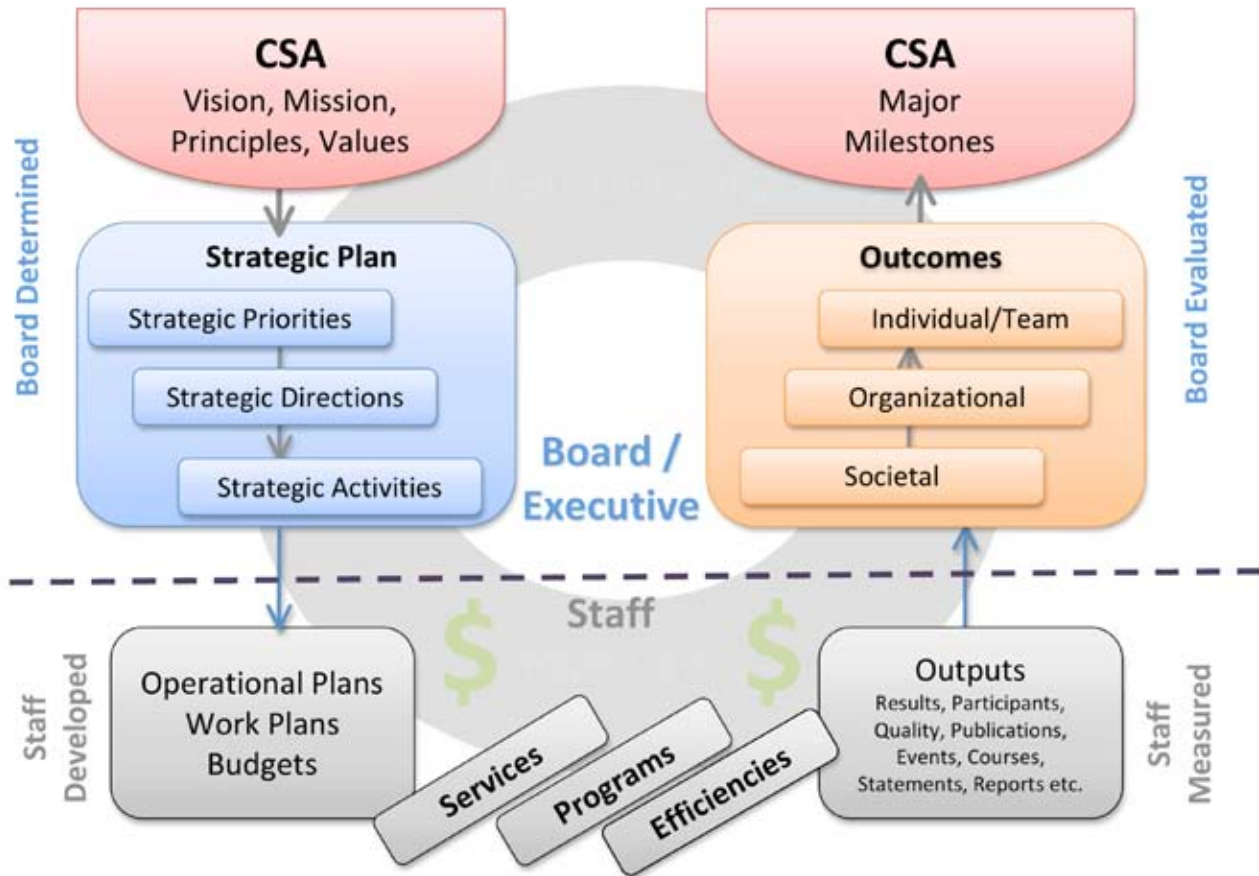 CSA
Vision, Mission,
Principles, Values
CSA
Major
Milestones
Board Determined
Strategic Plan
Strategic Priorities
Strategic Directions
Strategic Activities
Board /
Executive
Outcomes
Individual/Team
Organizational
Societal
Board Evaluated
Staff
$ $
Staff
Developed
Operational Plans
Work Plans
Budgets
Services
Programs
Efficiencies
Outputs
Results, Participants,
Quality, Publications,
Events, Courses,
Statements, Reports etc.
Staff
Measured